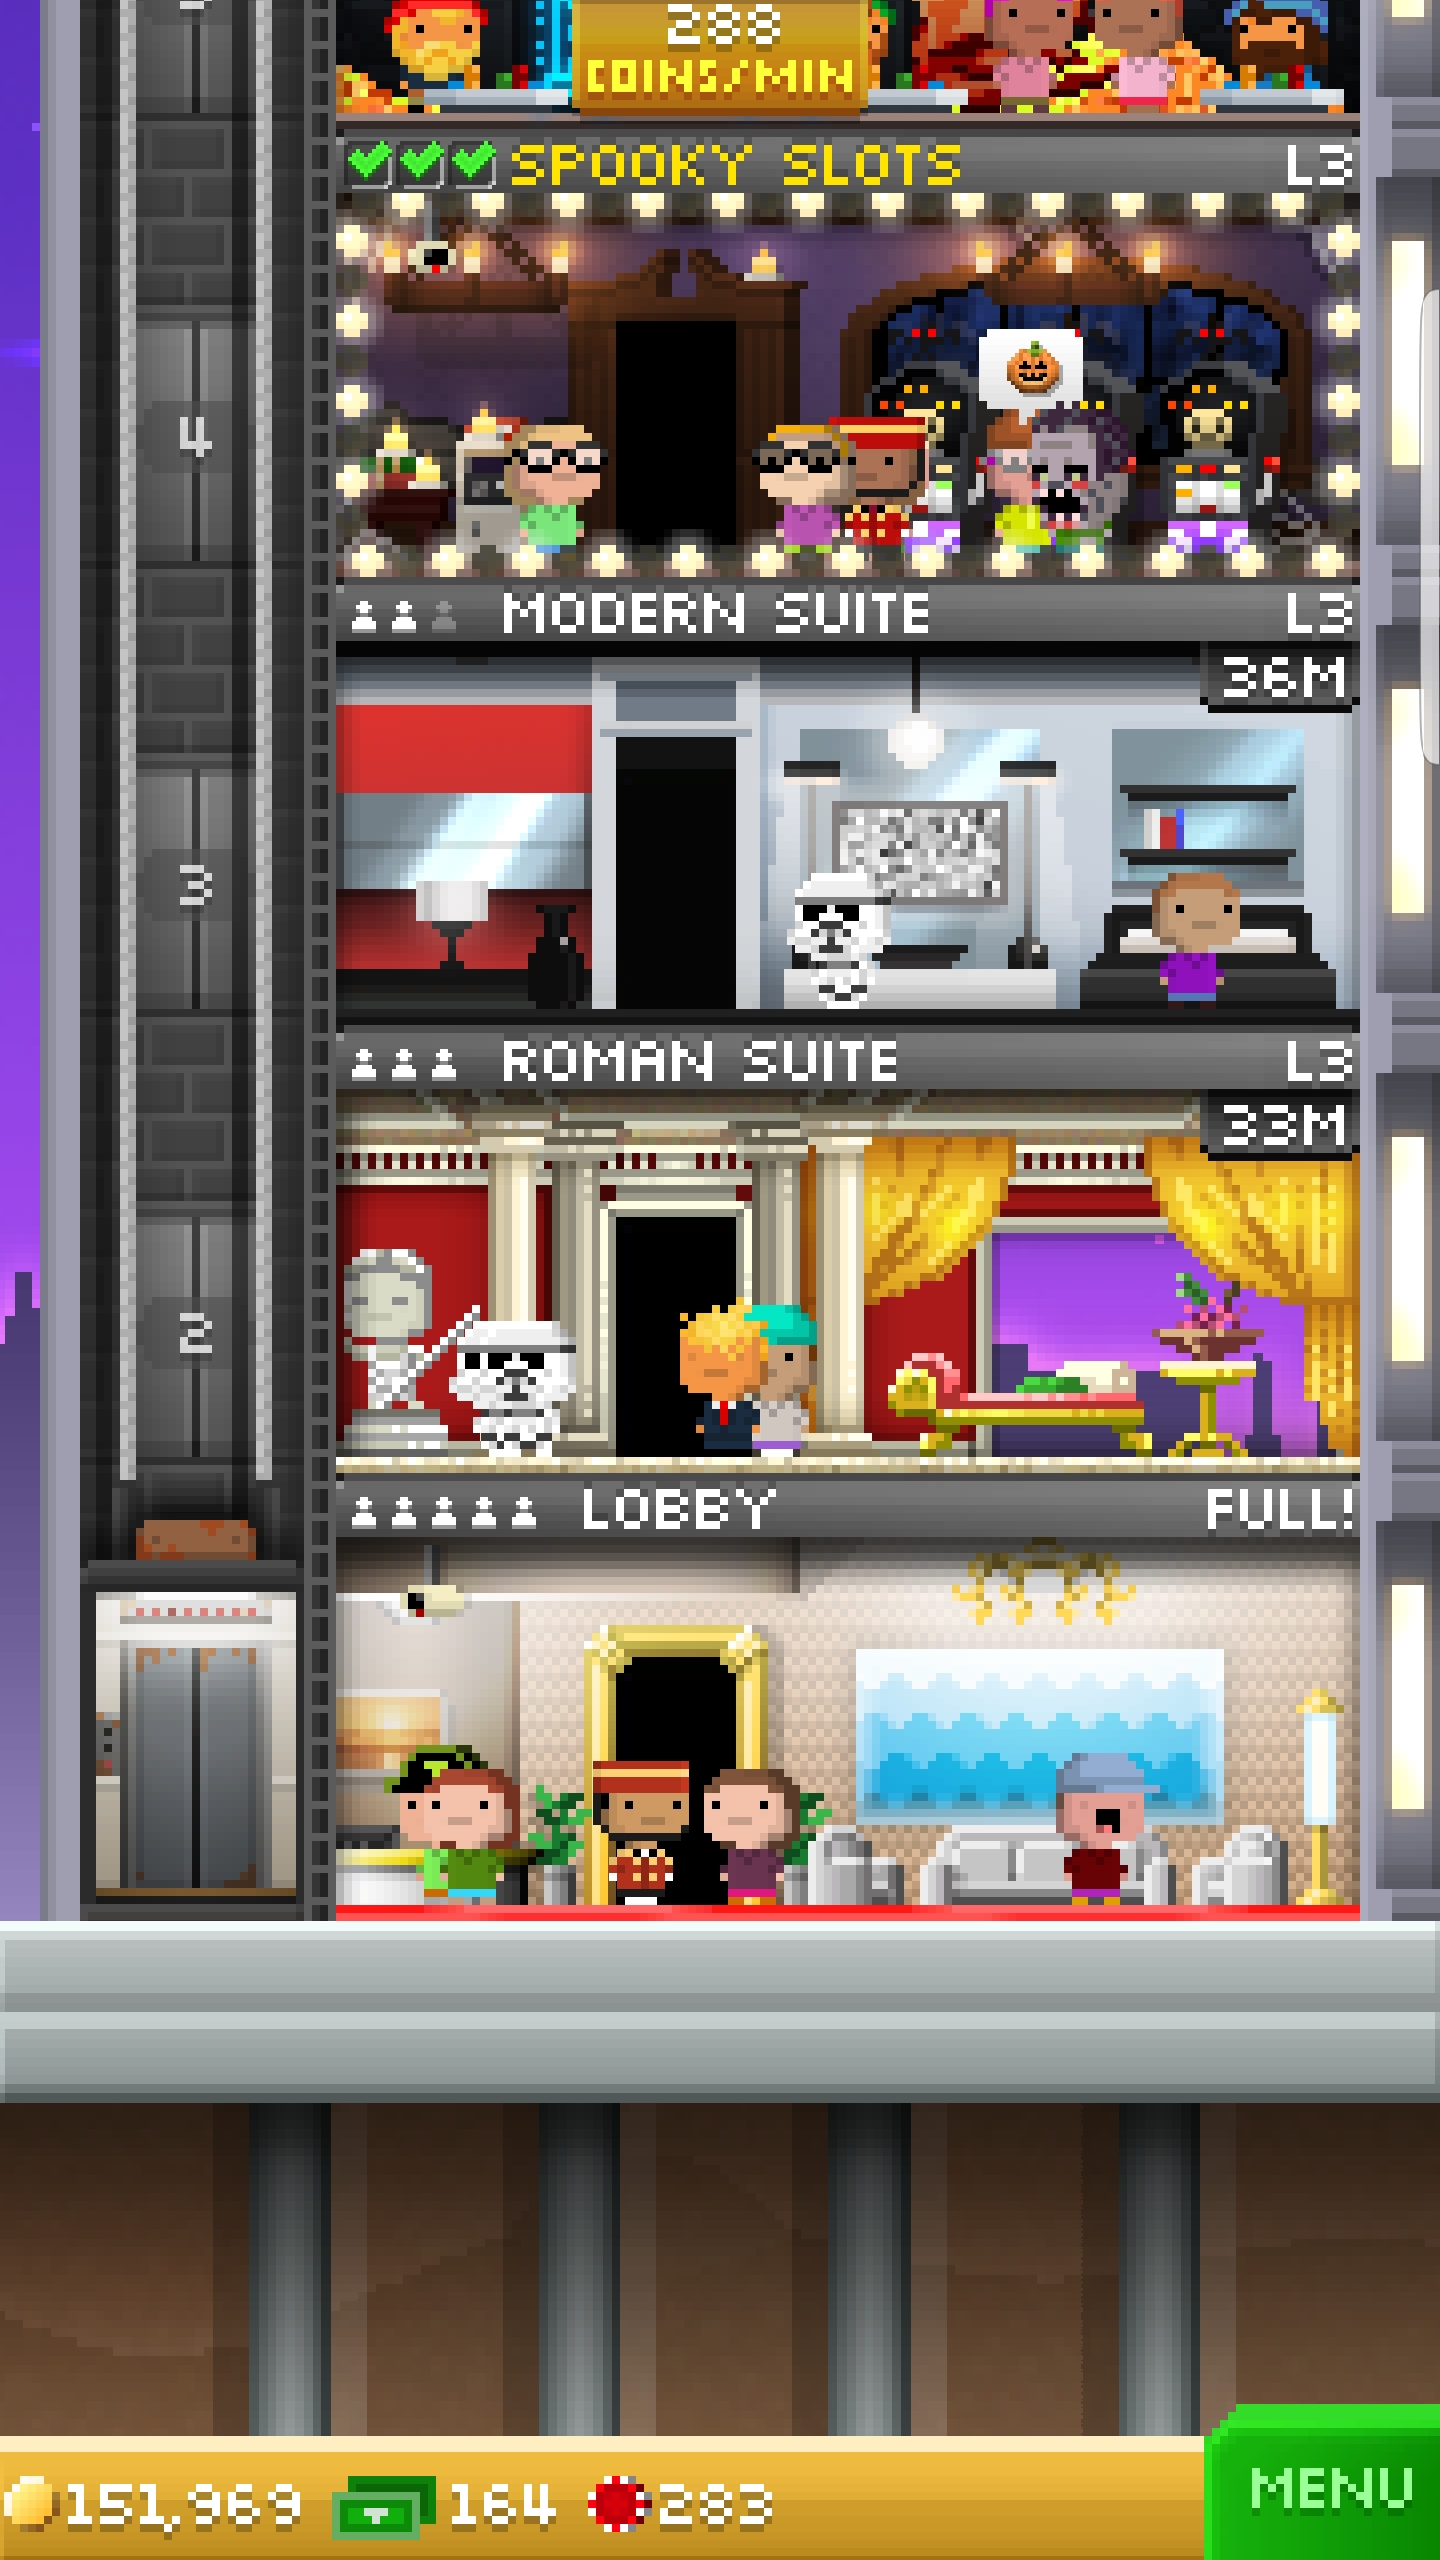 288
COINS/MIN
SPOOKY SLOTS L3
4
MODERN SUITE L3
36M
3
ROMAN SUITE L3
33M
2
LOBBY FULL!
151,969 164 283
MENU